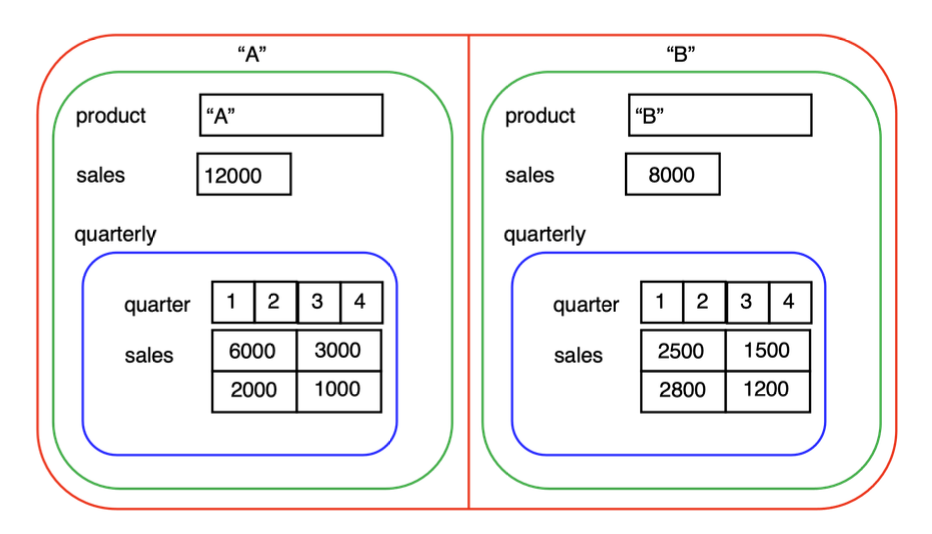 “A”
product “A”
sales 12000
quarterly
quarter 1 2 3 4
sales 6000 3000
2000 1000
“B”
product “B”
sales 8000
quarterly
quarter 1 2 3 4
sales 2500 1500
2800 1200